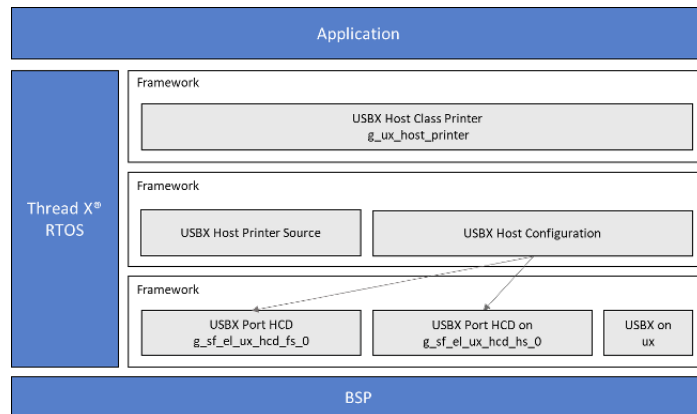 Application
Thread X®
RTOS
Framework
USBX Host Class Printer
g_ux_host_printer
Framework
USBX Host Printer Source
USBX Host Configuration
Framework
USBX Port HCD
g_sf_el_ux_hcd_fs_0
USBX Port HCD on
g_sf_el_ux_hcd_hs_0
USBX on
ux
BSP